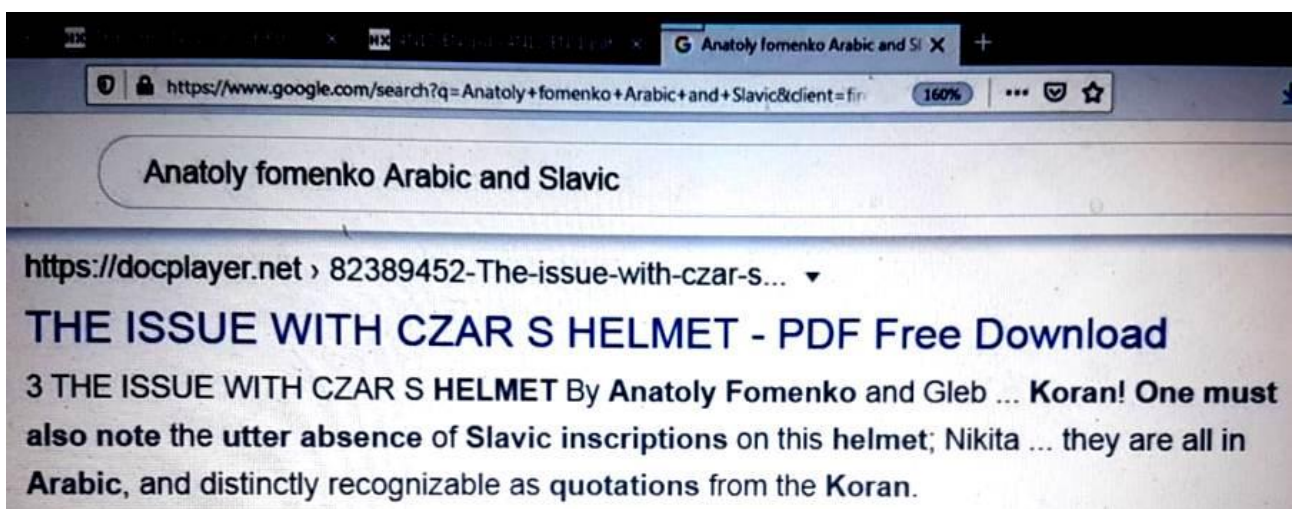 G Anatoly fomenko Arabic and Sl X +
https://www.google.com/search?q=Anatoly+fomenko+Arabic+and+Slavic&client=fir 160% ...
Anatoly fomenko Arabic and Slavic
https://docplayer.net › 82389452-The-issue-with-czar-s... ▾
THE ISSUE WITH CZAR S HELMET - PDF Free Download
3 THE ISSUE WITH CZAR S HELMET By Anatoly Fomenko and Gleb ... Koran! One must
also note the utter absence of Slavic inscriptions on this helmet; Nikita ... they are all in
Arabic, and distinctly recognizable as quotations from the Koran.